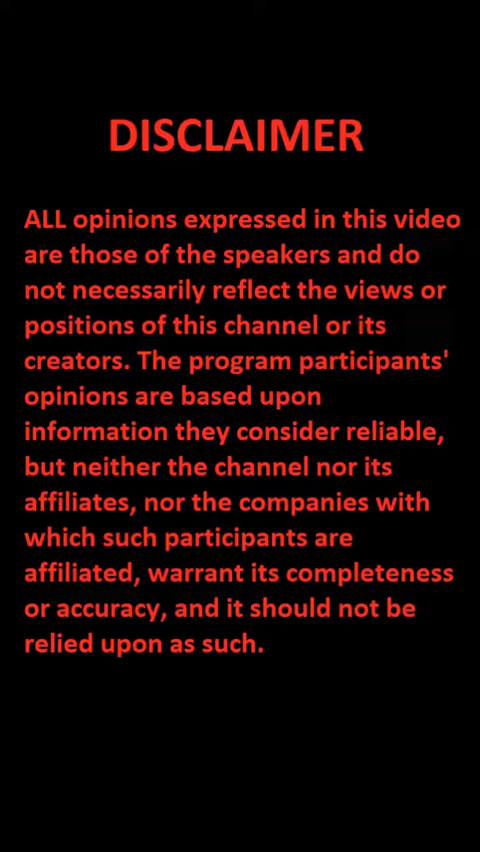 DISCLAIMER
ALL opinions expressed in this video
are those of the speakers and do
not necessarily reflect the views or
positions of this channel or its
creators. The program participants'
opinions are based upon
information they consider reliable,
but neither the channel nor its
affiliates, nor the companies with
which such participants are
affiliated, warrant its completeness
or accuracy, and it should not be
relied upon as such.